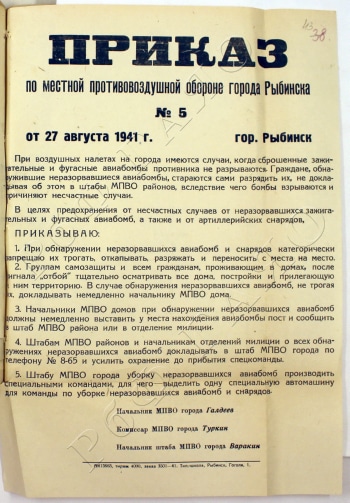 38
ПРИКАЗ
по местной противовоздушной обороне города Рыбинска
№ 5
от 27 августа 1941 г. гор. Рыбинск
При воздушных налетах на города имеются случаи, когда сброшенные зажи-
гательные и фугасные авиабомбы противника не разрываются. Граждане, обна-
ружившие неразорвавшиеся авиабомбы, стараются сами разрядить их, не докла-
дывая об этом в штабы МПВО районов, вследствие чего бомбы взрываются и
причиняют несчастные случаи.
В целях предохранения от несчастных случаев от неразорвавшихся зажига-
тельных и фугасных авиабомб, а также и от артиллерийских снарядов,
ПРИКАЗЫВАЮ:
1. При обнаружении неразорвавшихся авиабомб и снарядов категорически
запрещаю их трогать, откапывать, разряжать и переносить с места на место.
2. Группам самозащиты и всем гражданам, проживающим в домах, после
сигнала „отбой" тщательно осматривать все дома, постройки и прилегающую
к ним территорию. В случае обнаружения неразорвавшихся авиабомб, не трогая
их, докладывать немедленно начальнику МПВО дома.
3. Начальники МПВО домов при обнаружении неразорвавшихся авиабомб
должны немедленно выставить у места нахождения авиабомбы пост и сообщить
в штаб МПВО района или в отделение милиции.
4. Штабам МПВО районов и начальникам отделений милиции о всех обна-
ружениях неразорвавшихся авиабомб докладывать в штаб МПВО города по
телефону № 8-65 и усилить охранение до прибытия спецкоманды.
5. Штабу МПВО города уборку неразорвавшихся авиабомб производить
специальными командами, для чего выделить одну специальную автомашину
для команды по уборке неразорвавшихся авиабомб и снарядов.
Начальник МПВО города Галдеев
Комиссар МПВО города Туркан
Начальник штаба МПВО города Варакин